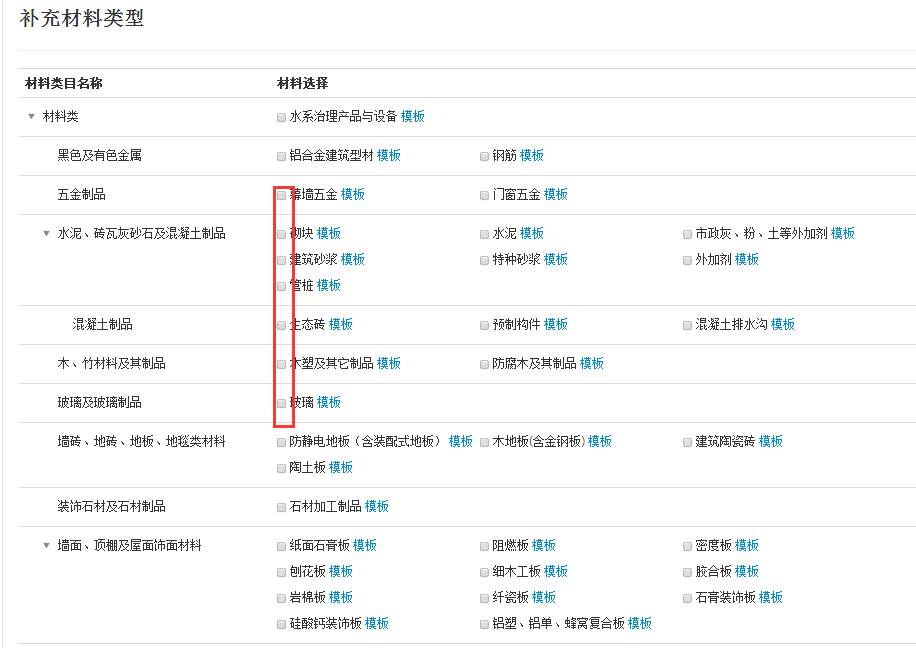 补充材料类型
材料类目名称 材料选择
材料类 水系治理产品与设备 模板
黑色及有色金属 铝合金建筑型材 模板 钢筋 模板
五金制品 幕墙五金 模板 门窗五金 模板
水泥、砖瓦灰砂石及混凝土制品 砌块 模板 水泥 模板 市政灰、粉、土等外加剂 模板
建筑砂浆 模板 特种砂浆 模板 外加剂 模板
管桩 模板
混凝土制品 生态砖 模板 预制构件 模板 混凝土排水沟 模板
木、竹材料及其制品 木塑及其它制品 模板 防腐木及其制品 模板
玻璃及玻璃制品 玻璃 模板
墙砖、地砖、地板、地毯类材料 防静电地板（含装配式地板） 模板 木地板(含金钢板) 模板 建筑陶瓷砖 模板
陶土板 模板
装饰石材及石材制品 石材加工制品 模板
墙面、顶棚及屋面饰面材料 纸面石膏板 模板 阻燃板 模板 密度板 模板
刨花板 模板 细木工板 模板 胶合板 模板
岩棉板 模板 纤瓷板 模板 石膏装饰板 模板
硅酸钙装饰板 模板 铝塑、铝单、蜂窝复合板 模板